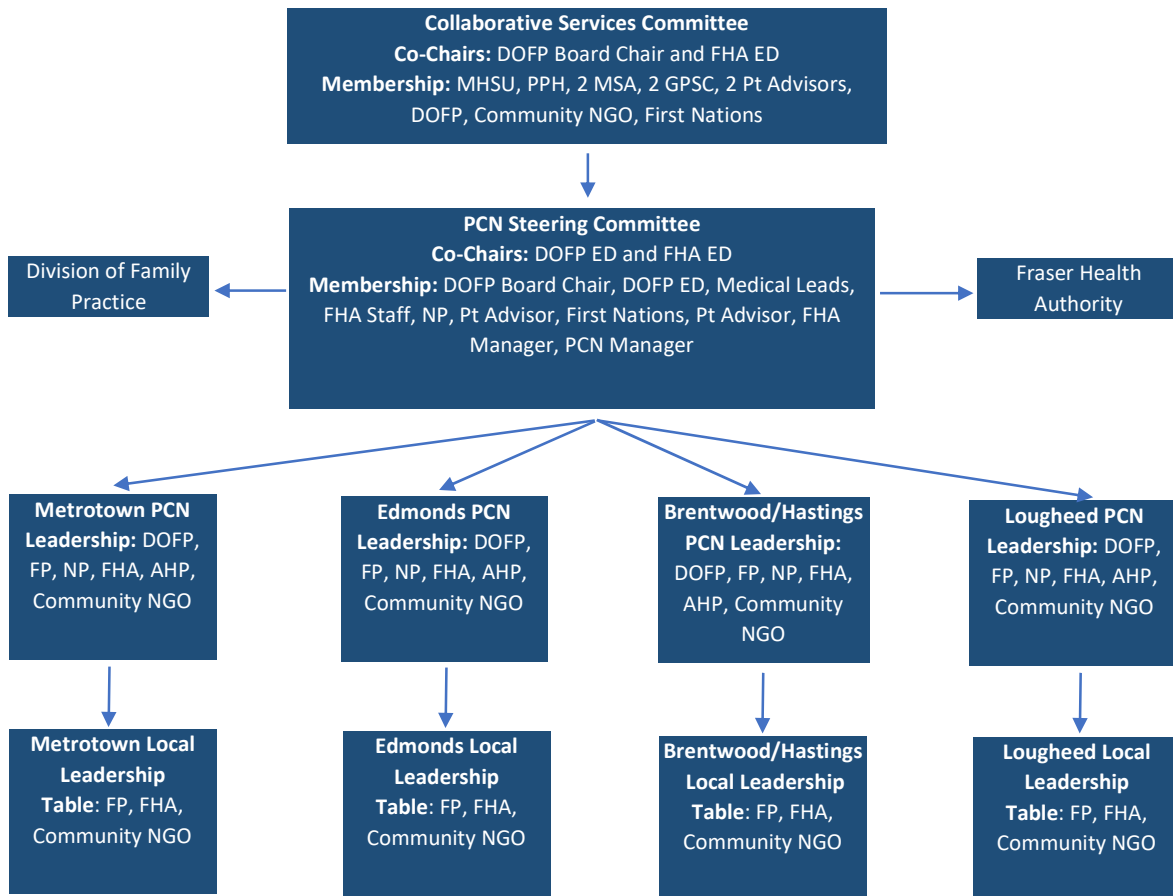 Collaborative Services Committee
Co-Chairs: DOFP Board Chair and FHA ED
Membership: MHSU, PPH, 2 MSA, 2 GPSC, 2 Pt Advisors,
DOFP, Community NGO, First Nations
PCN Steering Committee
Co-Chairs: DOFP ED and FHA ED
Membership: DOFP Board Chair, DOFP ED, Medical Leads,
FHA Staff, NP, Pt Advisor, First Nations, Pt Advisor, FHA
Manager, PCN Manager
Division of Family
Practice
Fraser Health
Authority
Metrotown PCN
Leadership: DOFP,
FP, NP, FHA, AHP,
Community NGO
Edmonds PCN
Leadership: DOFP,
FP, NP, FHA, AHP,
Community NGO
Brentwood/Hastings
PCN Leadership:
DOFP, FP, NP, FHA,
AHP, Community
NGO
Lougheed PCN
Leadership: DOFP,
FP, NP, FHA, AHP,
Community NGO
Metrotown Local
Leadership
Table: FP, FHA,
Community NGO
Edmonds Local
Leadership
Table: FP, FHA,
Community NGO
Brentwood/Hastings
Local Leadership
Table: FP, FHA,
Community NGO
Lougheed Local
Leadership
Table: FP, FHA,
Community NGO